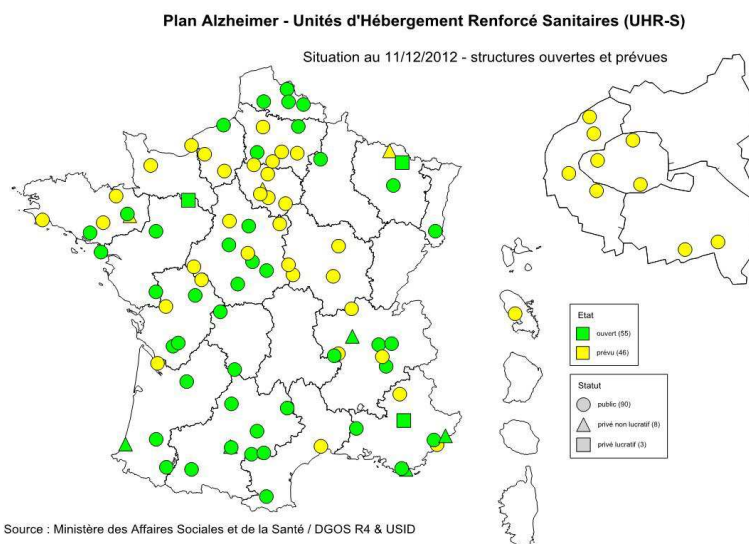 Plan Alzheimer - Unités d'Hébergement Renforcé Sanitaires (UHR-S)
Situation au 11/12/2012 - structures ouvertes et prévues
Etat
ouvert (55)
prévu (46)
Statut
public (90)
privé non lucratif (8)
privé lucratif (3)
Source : Ministère des Affaires Sociales et de la Santé / DGOS R4 & USID